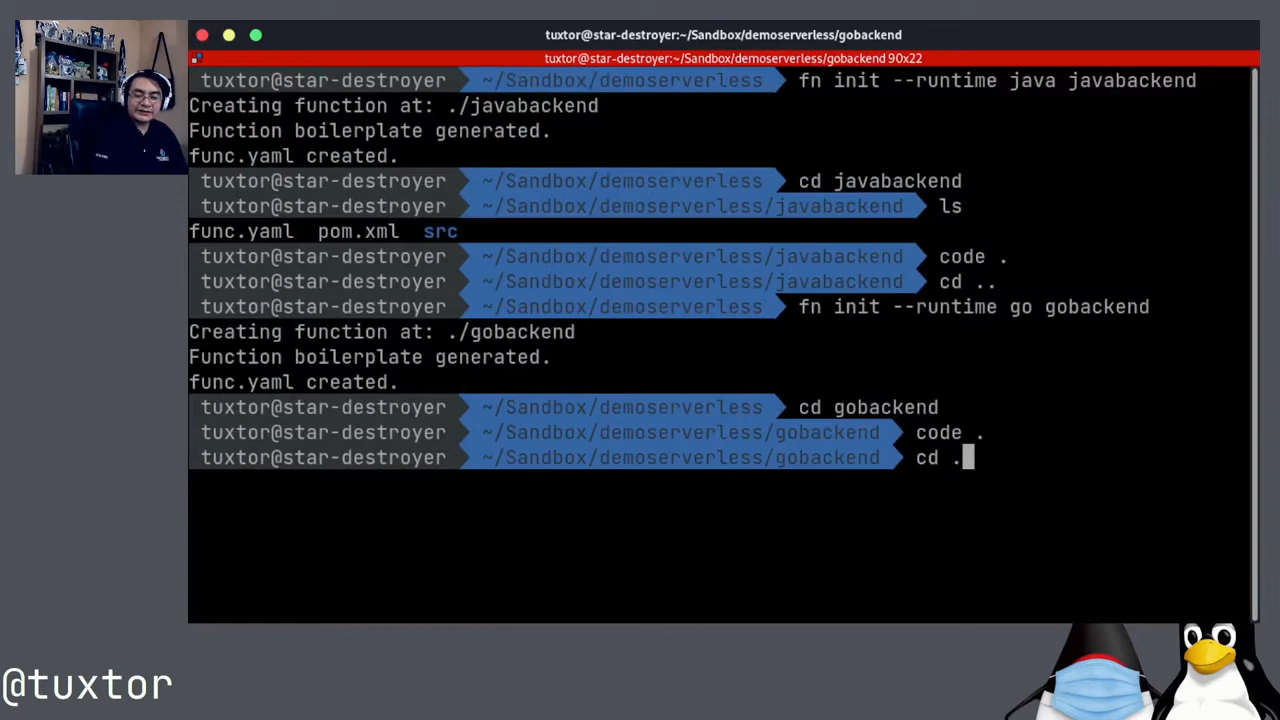 tuxtor@star-destroyer:~/Sandbox/demoserverless/gobackend
tuxtor@star-destroyer:~/Sandbox/demoserverless/gobackend 90x22
tuxtor@star-destroyer ~/Sandbox/demoserverless fn init --runtime java javabackend
Creating function at: ./javabackend
Function boilerplate generated.
func.yaml created.
tuxtor@star-destroyer ~/Sandbox/demoserverless cd javabackend
tuxtor@star-destroyer ~/Sandbox/demoserverless/javabackend ls
func.yaml pom.xml src
tuxtor@star-destroyer ~/Sandbox/demoserverless/javabackend code .
tuxtor@star-destroyer ~/Sandbox/demoserverless/javabackend cd ..
tuxtor@star-destroyer ~/Sandbox/demoserverless fn init --runtime go gobackend
Creating function at: ./gobackend
Function boilerplate generated.
func.yaml created.
tuxtor@star-destroyer ~/Sandbox/demoserverless cd gobackend
tuxtor@star-destroyer ~/Sandbox/demoserverless/gobackend code .
tuxtor@star-destroyer ~/Sandbox/demoserverless/gobackend cd .
@tuxtor